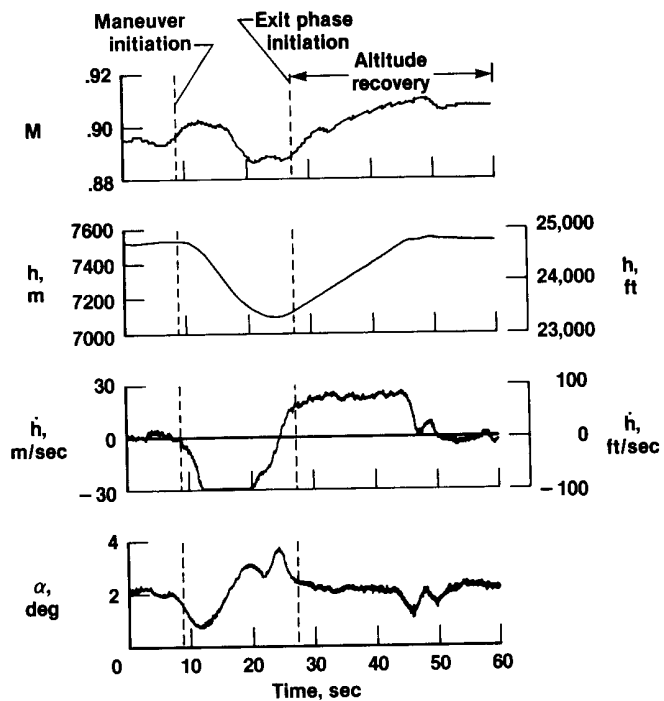 Maneuver
initiation
Exit phase
initiation
Altitude
recovery
.92
M
.90
.88
7600
7400
h,
m
7200
7000
25,000
24,000
h,
ft
23,000
30
ḣ
m/sec
0
– 30
100
ḣ
0
ft/sec
– 100
4
α,
deg
2
0 10 20 30 40 50 60
Time, sec